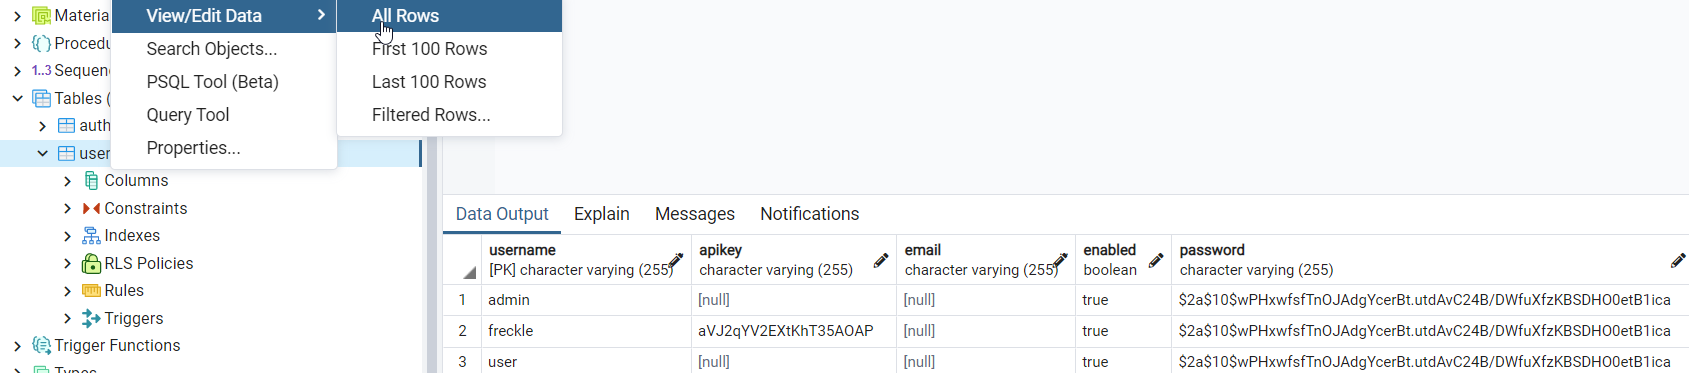 Materia
Procedu
1..3 Sequen
Tables (
auth
user
Columns
Constraints
Indexes
RLS Policies
Rules
Triggers
Trigger Functions
Types
View/Edit Data
Search Objects...
PSQL Tool (Beta)
Query Tool
Properties...
All Rows
First 100 Rows
Last 100 Rows
Filtered Rows...
Data Output Explain Messages Notifications
username apikey email enabled password
[PK] character varying (255) character varying (255) character varying (255) boolean character varying (255)
1 admin [null] [null] true $2a$10$wPHxwfsfTnOJAdgYcerBt.utdAvC24B/DWfuXfzKBSDHO0etB1ica
2 freckle aVJ2qYV2EXtKhT35AOAP [null] true $2a$10$wPHxwfsfTnOJAdgYcerBt.utdAvC24B/DWfuXfzKBSDHO0etB1ica
3 user [null] [null] true $2a$10$wPHxwfsfTnOJAdgYcerBt.utdAvC24B/DWfuXfzKBSDHO0etB1ica